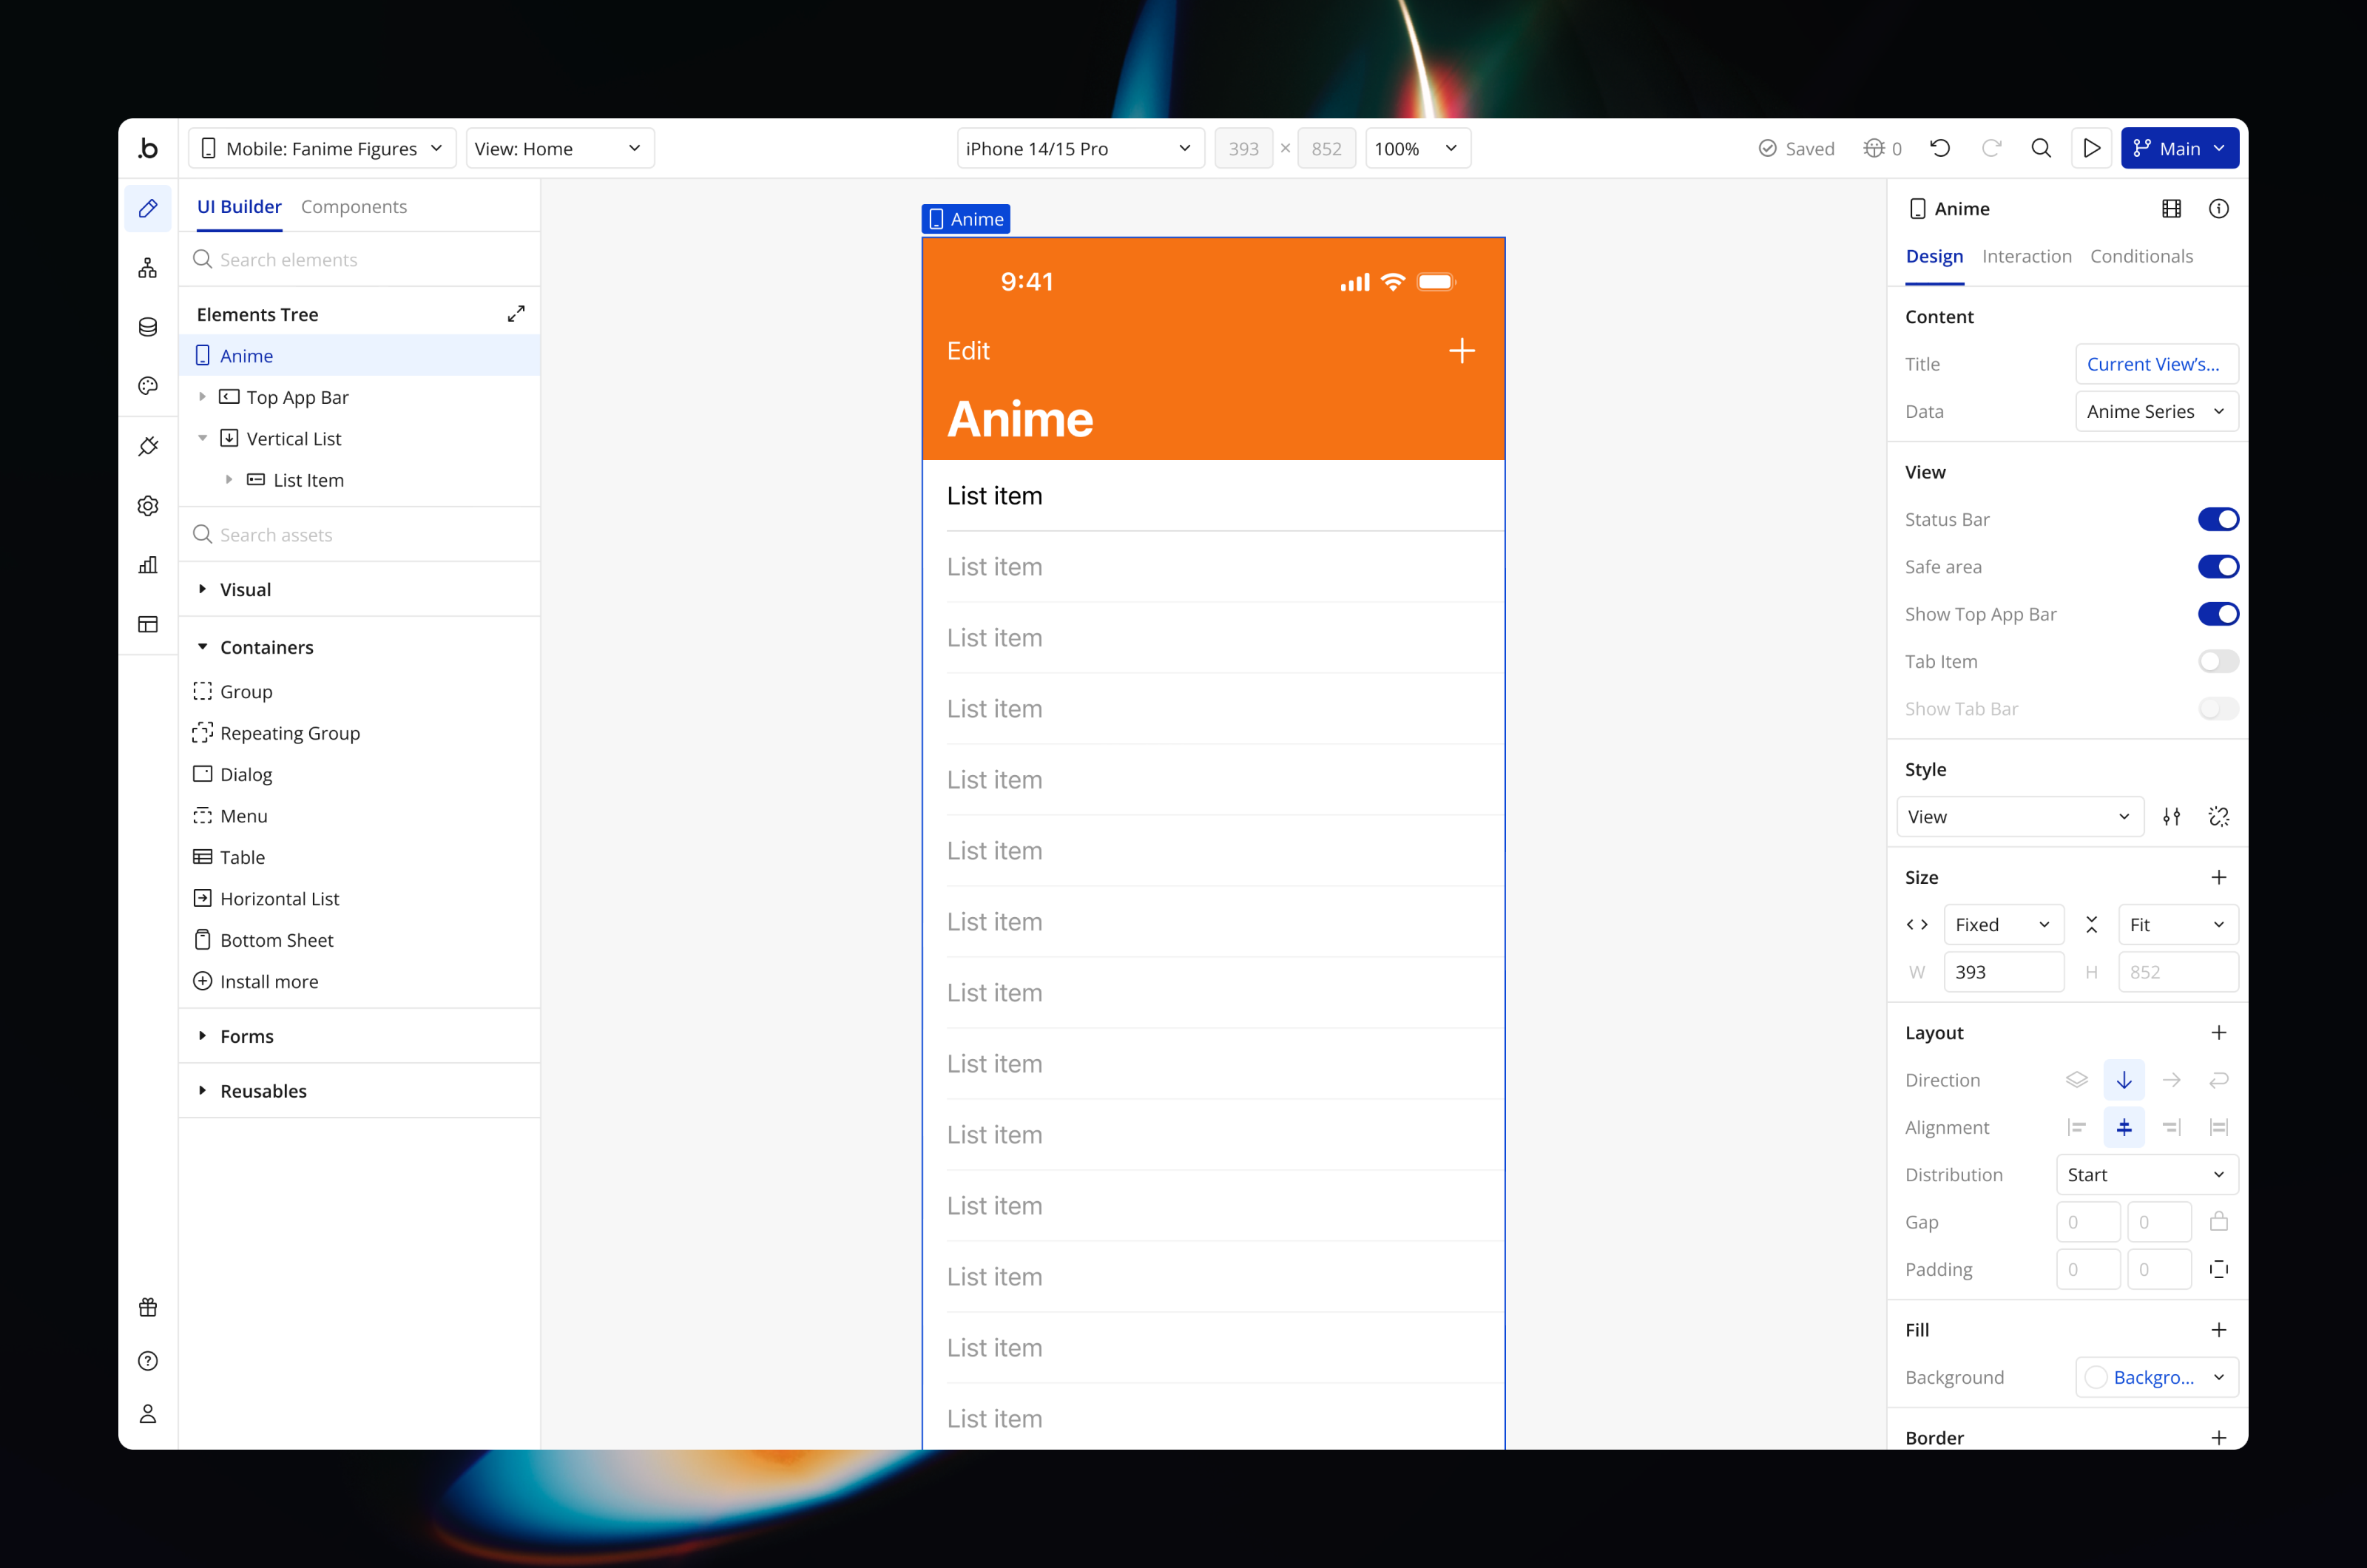 .b
Mobile: Fanime Figures
View: Home
iPhone 14/15 Pro
393 × 852
100%
Saved
0
Main
UI Builder
Components
Search elements
Elements Tree
Anime
Top App Bar
Vertical List
List Item
Search assets
Visual
Containers
Group
Repeating Group
Dialog
Menu
Table
Horizontal List
Bottom Sheet
Install more
Forms
Reusables
Anime
9:41
Edit
Anime
List item
List item
List item
List item
List item
List item
List item
List item
List item
List item
List item
List item
List item
List item
Anime
Design
Interaction
Conditionals
Content
Title Current View’s...
Data Anime Series
View
Status Bar
Safe area
Show Top App Bar
Tab Item
Show Tab Bar
Style
View
Size
Fixed Fit
W 393 H 852
Layout
Direction
Alignment
Distribution Start
Gap 0 0
Padding 0 0
Fill
Background Backgro...
Border